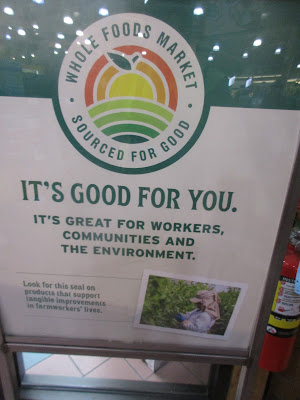 WHOLE FOODS MARKET
SOURCED FOR GOOD
IT'S GOOD FOR YOU.
IT'S GREAT FOR WORKERS,
COMMUNITIES AND
THE ENVIRONMENT.
Look for this seal on
products that support
tangible improvements
in farmworkers' lives.